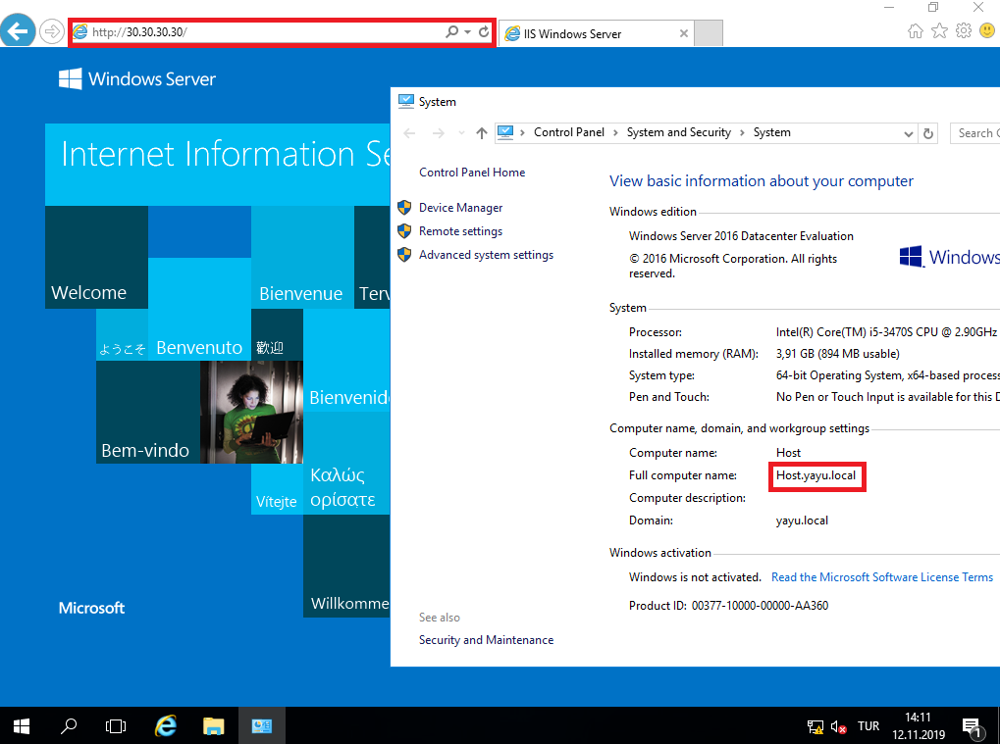 http://30.30.30.30/
IIS Windows Server
Windows Server
Internet Information Se
Welcome
Bienvenue
Terv
ようこそ
Benvenuto
歡迎
Bienvenid
Bem-vindo
Vítejte
Καλώς
ορίσατε
Willkomme
Microsoft
System
Control Panel
System and Security
System
Search C
Control Panel Home
Device Manager
Remote settings
Advanced system settings
See also
Security and Maintenance
View basic information about your computer
Windows edition
Windows Server 2016 Datacenter Evaluation
© 2016 Microsoft Corporation. All rights
reserved.
Windows
System
Processor: Intel(R) Core(TM) i5-3470S CPU @ 2.90GHz
Installed memory (RAM): 3,91 GB (894 MB usable)
System type: 64-bit Operating System, x64-based process
Pen and Touch: No Pen or Touch Input is available for this D
Computer name, domain, and workgroup settings
Computer name: Host
Full computer name: Host.yayu.local
Computer description:
Domain: yayu.local
Windows activation
Windows is not activated. Read the Microsoft Software License Terms
Product ID: 00377-10000-00000-AA360
TUR
14:11
12.11.2019
1